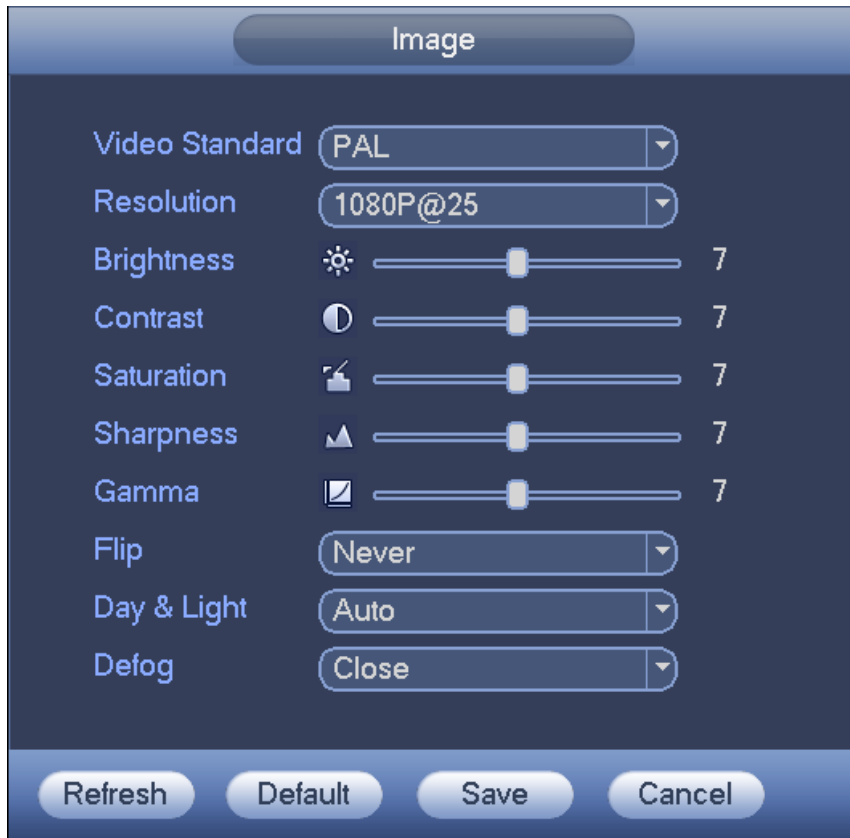 Image
Video Standard PAL
Resolution 1080P@25
Brightness 7
Contrast 7
Saturation 7
Sharpness 7
Gamma 7
Flip Never
Day & Light Auto
Defog Close
Refresh Default Save Cancel